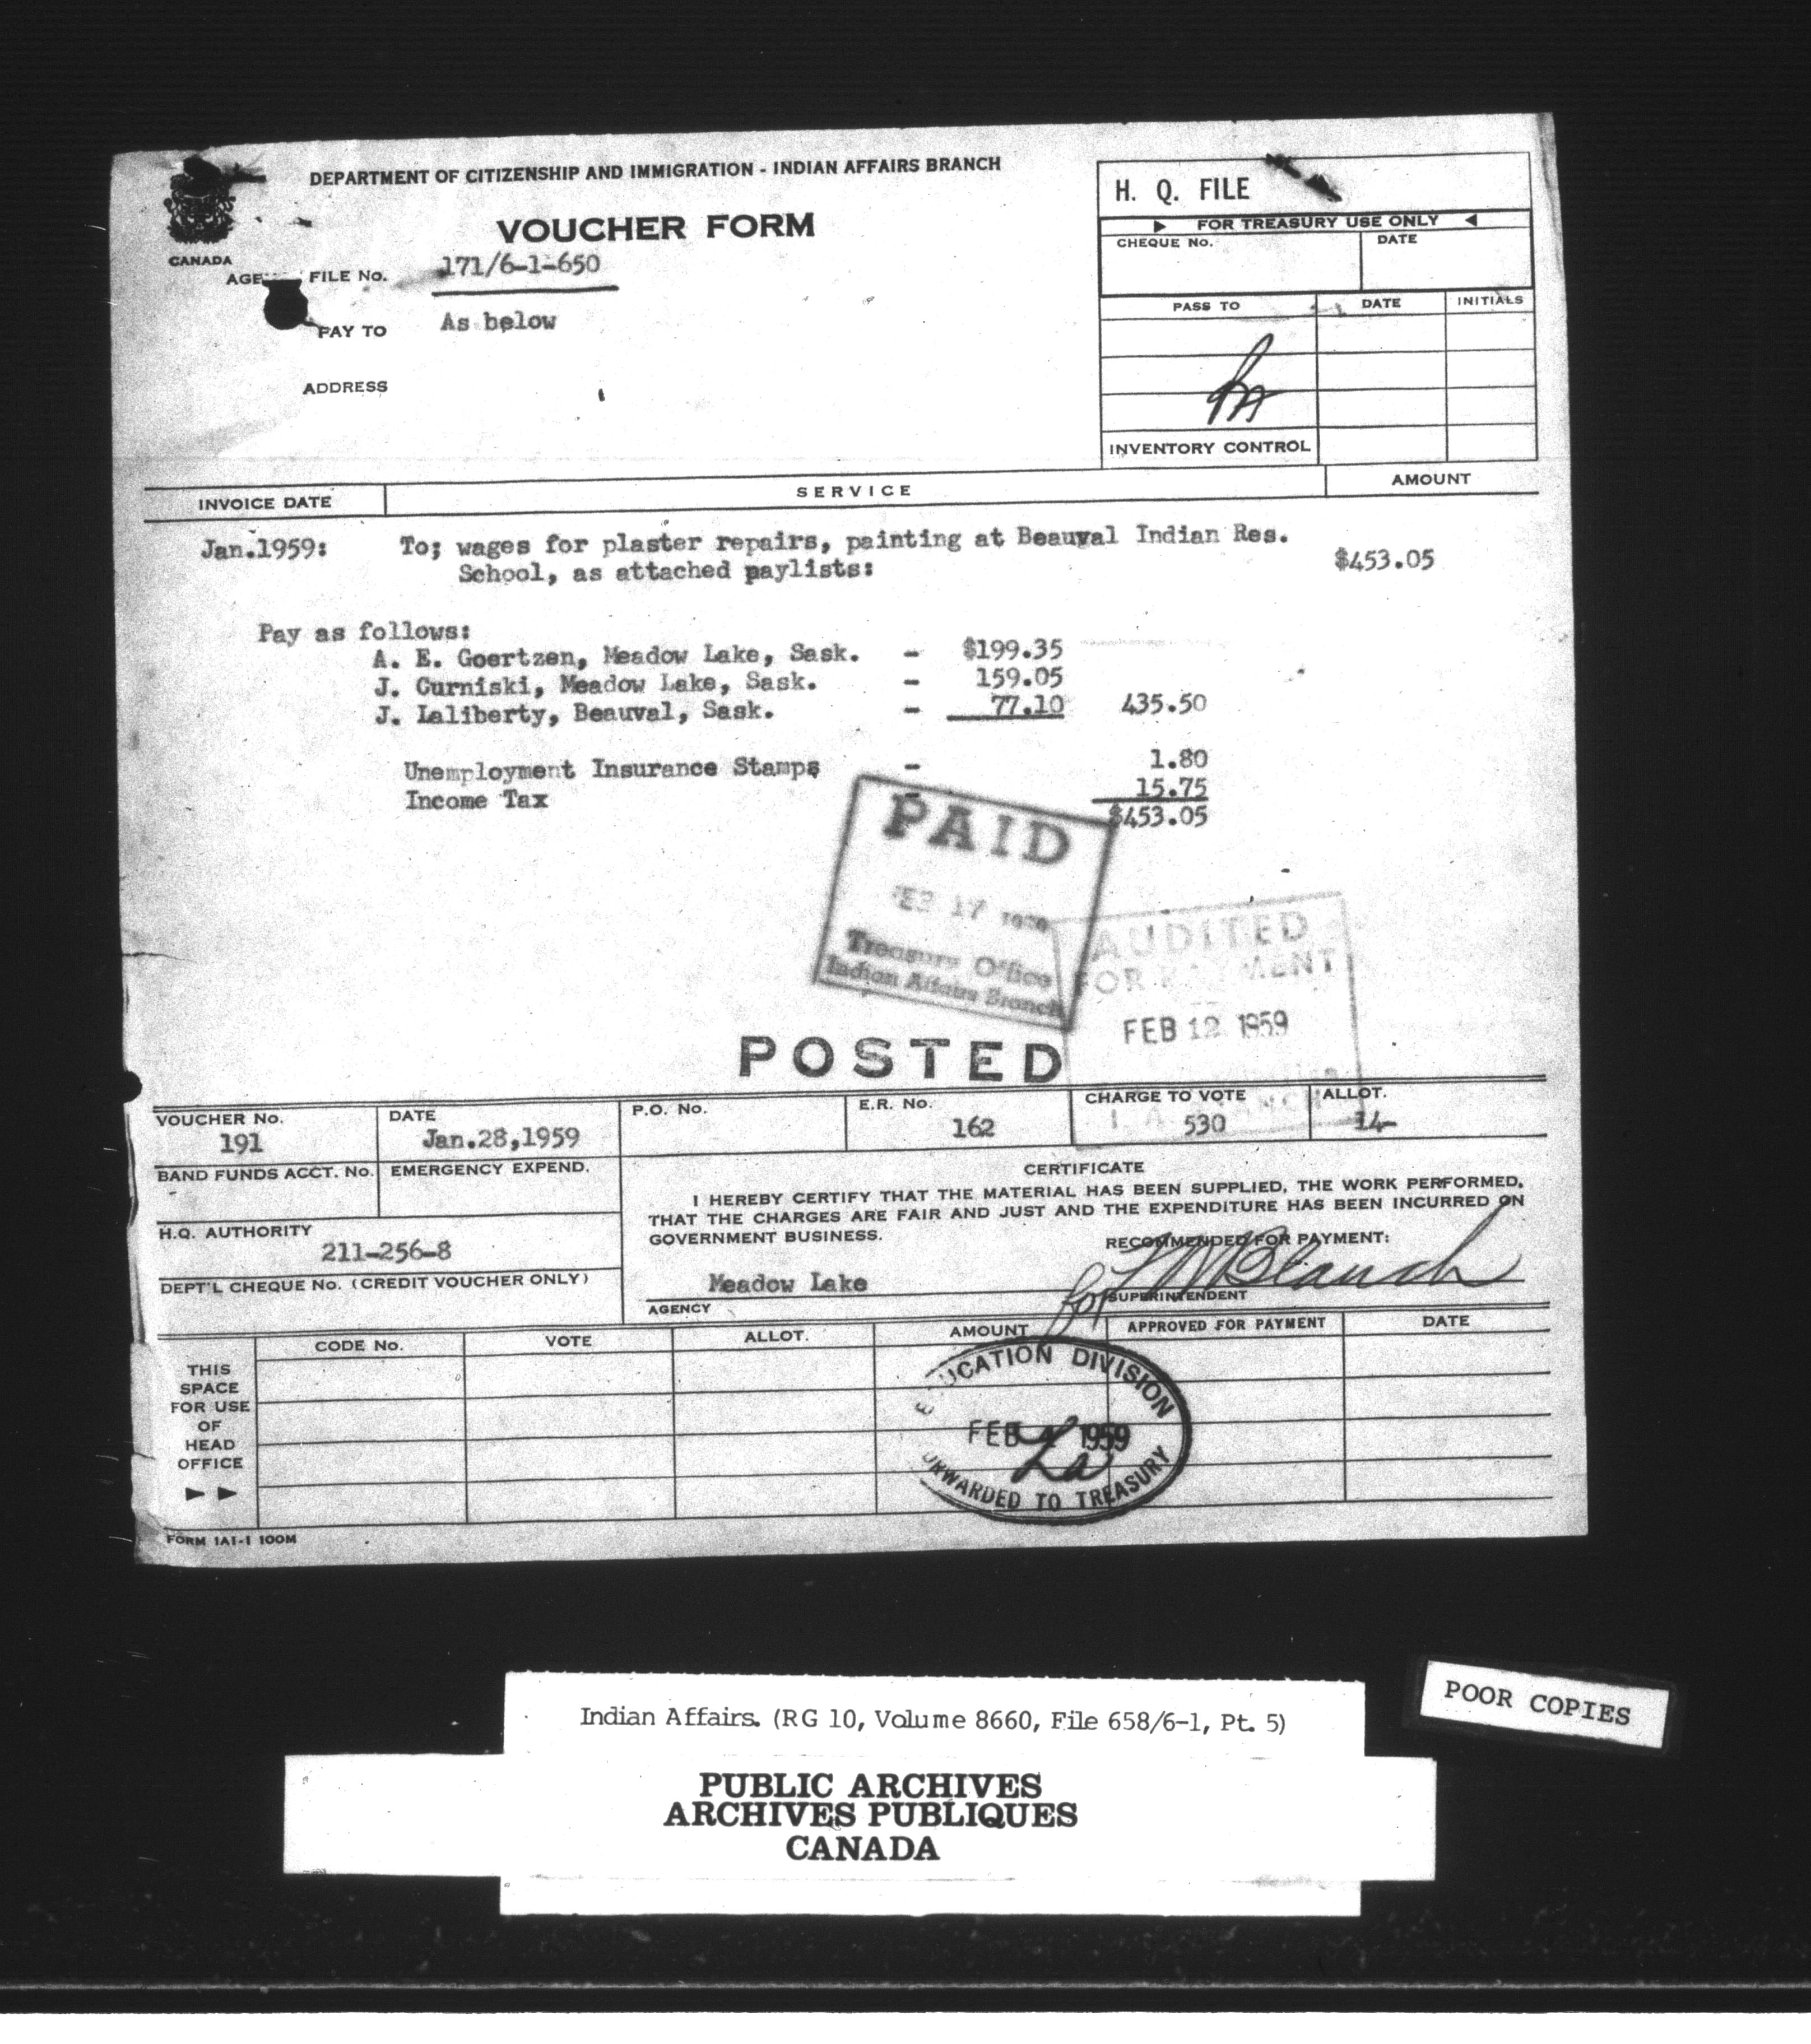 DEPARTMENT OF CITIZENSHIP AND IMMIGRATION - INDIAN AFFAIRS BRANCH
VOUCHER FORM
CANADA
FILE No. 171/6-1-650
PAY TO As below
ADDRESS
H. Q. FILE
FOR TREASURY USE ONLY
CHEQUE No. DATE
PASS TO DATE INITIALS
INVENTORY CONTROL
INVOICE DATE SERVICE AMOUNT
Jan.1959: To; wages for plaster repairs, painting at Beauval Indian Res.
School, as attached paylists: $453.05
Pay as follows:
A. E. Goertzen, Meadow Lake, Sask. - $199.35
J. Curniski, Meadow Lake, Sask. - 159.05
J. Laliberty, Beauval, Sask. - 77.10 435.50
Unemployment Insurance Stamps - 1.80
Income Tax - 15.75
$453.05
PAID
17
Treasury Office
Indian Affairs Branch
AUDITED
FOR PAYMENT
FEB 12 1959
POSTED
VOUCHER No. DATE P.O. No. E.R. No. CHARGE TO VOTE ALLOT.
191 Jan.28,1959 162 530 14-
BAND FUNDS ACCT. No. EMERGENCY EXPEND.
H.Q. AUTHORITY
211-256-8
DEPT'L CHEQUE No. (CREDIT VOUCHER ONLY)
CERTIFICATE
I HEREBY CERTIFY THAT THE MATERIAL HAS BEEN SUPPLIED, THE WORK PERFORMED,
THAT THE CHARGES ARE FAIR AND JUST AND THE EXPENDITURE HAS BEEN INCURRED ON
GOVERNMENT BUSINESS.
RECOMMENDED FOR PAYMENT:
Meadow Lake
AGENCY
for
SUPERINTENDENT
CODE No. VOTE ALLOT. AMOUNT APPROVED FOR PAYMENT DATE
THIS
SPACE
FOR USE
OF
HEAD
OFFICE
EDUCATION DIVISION
FEB 1959
FORWARDED TO TREASURY
FORM 1A1-1 100M
Indian Affairs. (RG 10, Volume 8660, File 658/6-1, Pt. 5)
POOR COPIES
PUBLIC ARCHIVES
ARCHIVES PUBLIQUES
CANADA